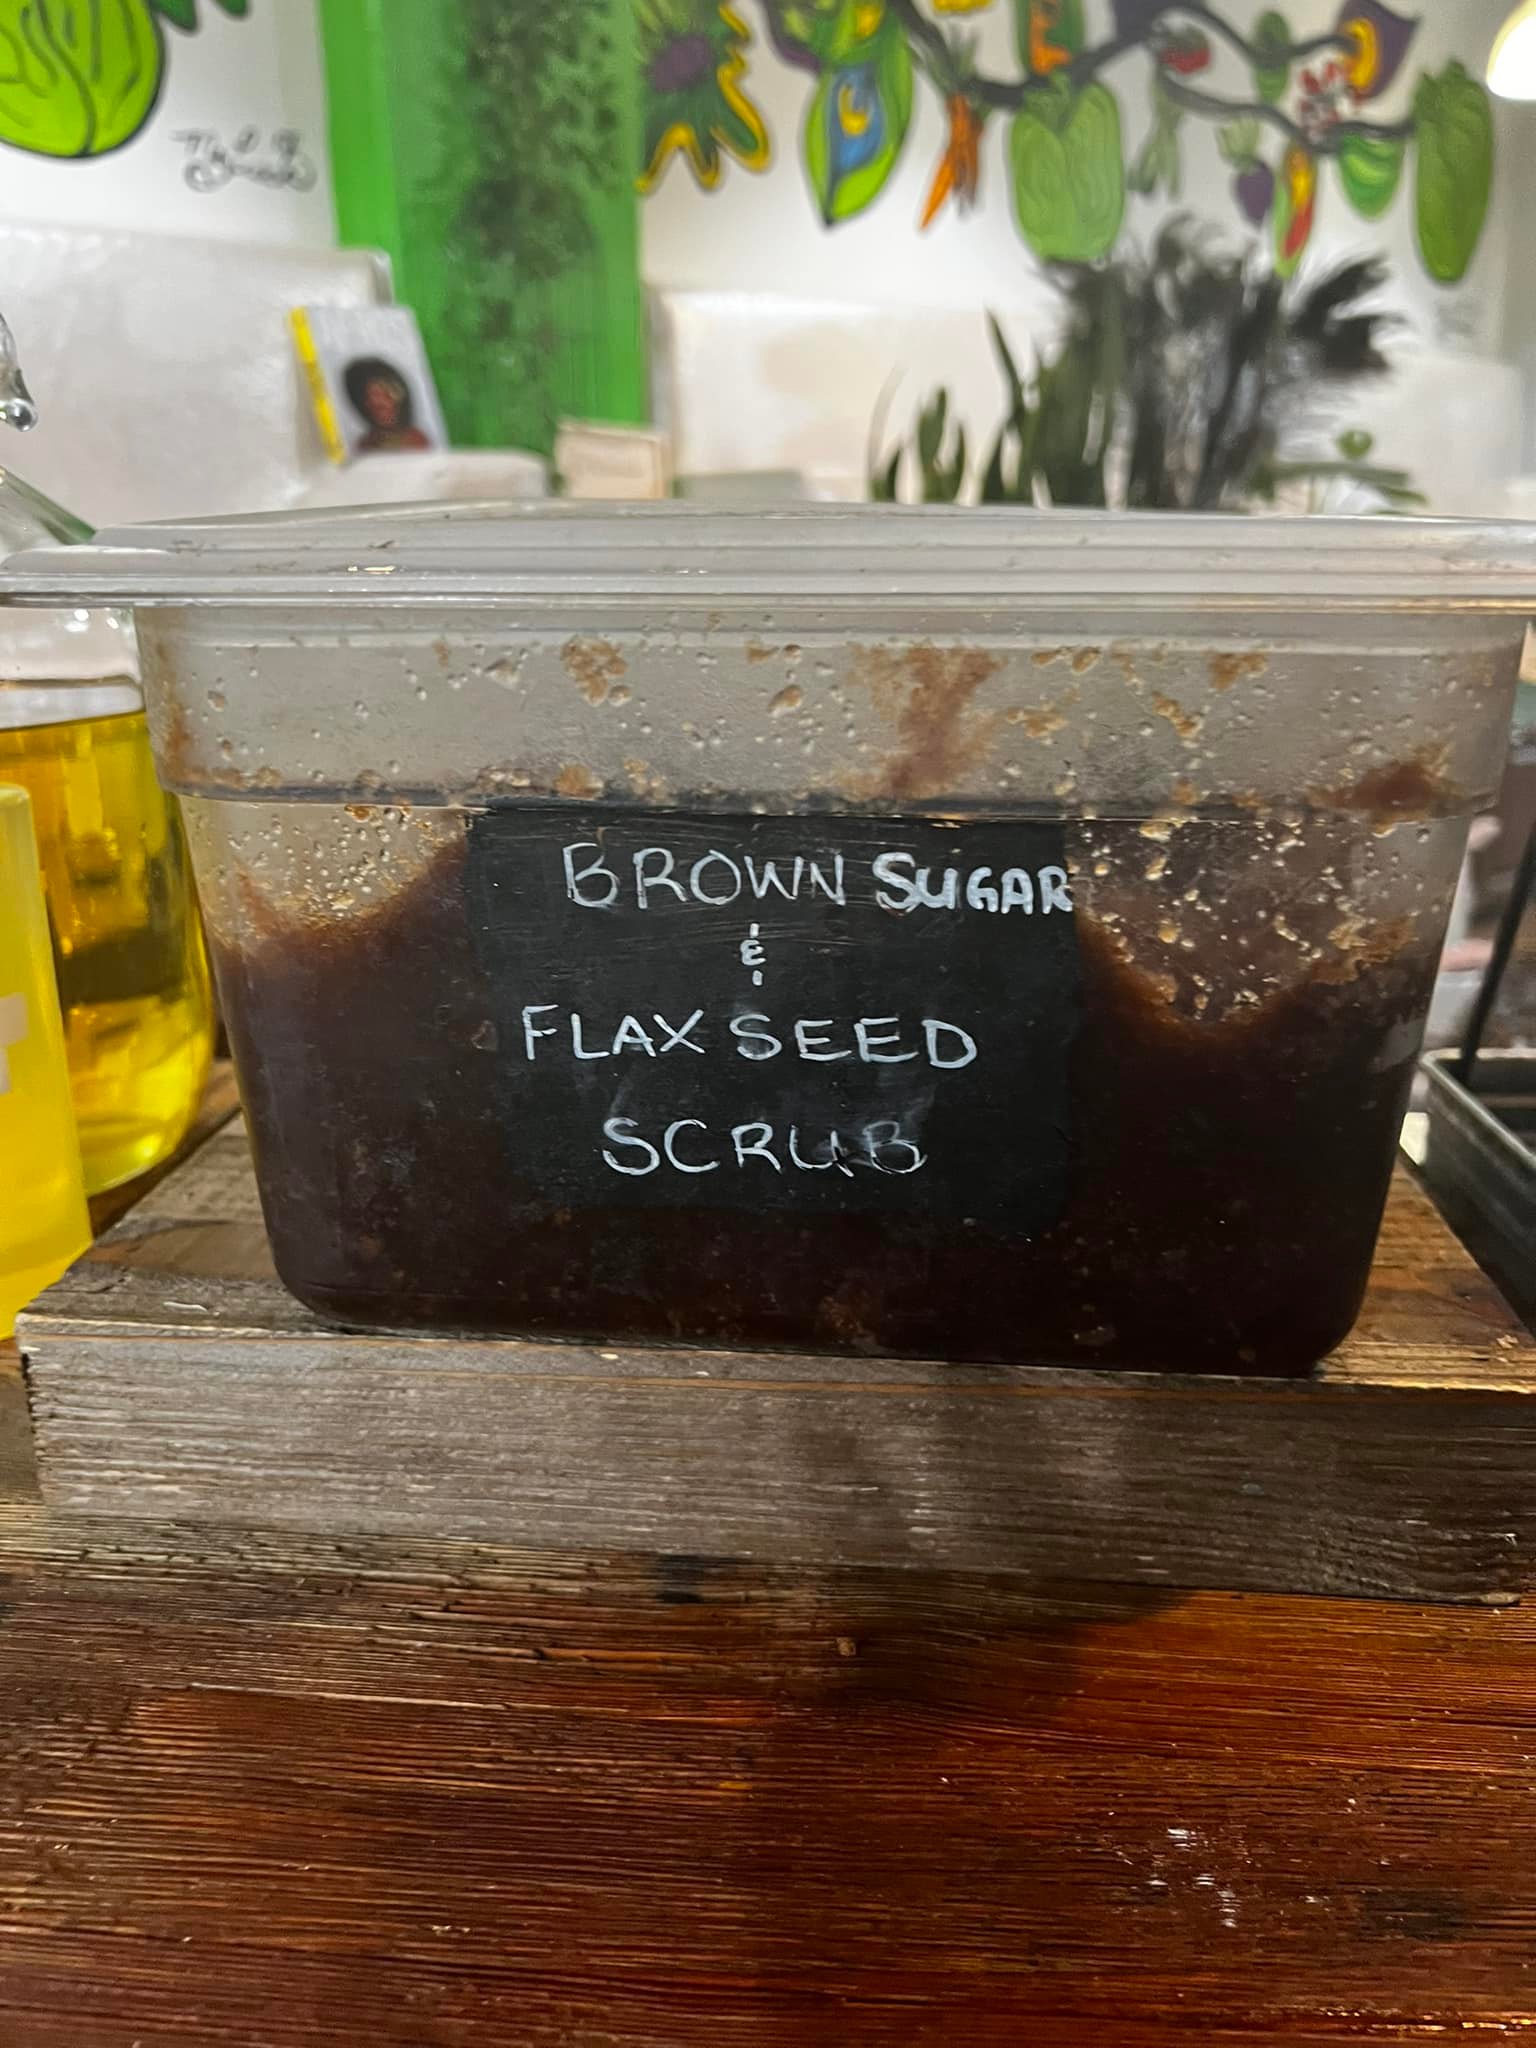 BROWN SUGAR
&
FLAX SEED
SCRUB